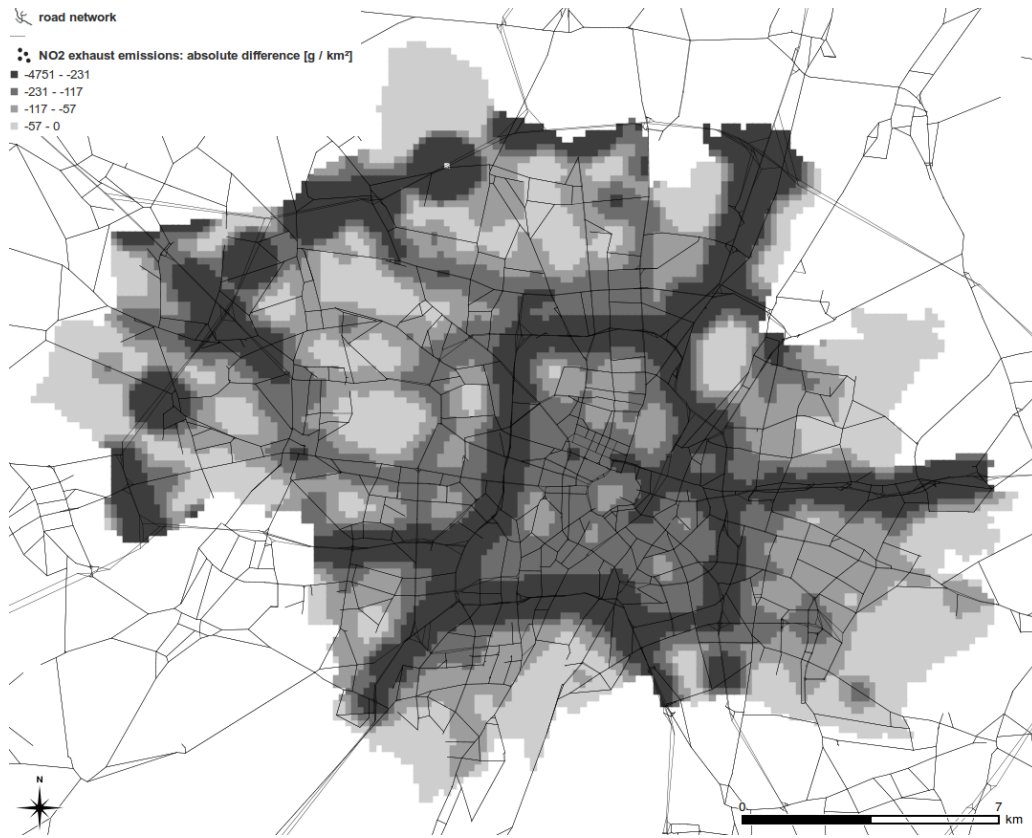 road network
NO2 exhaust emissions: absolute difference [g / km²]
-4751 - -231
-231 - -117
-117 - -57
-57 - 0
N
0 7
km